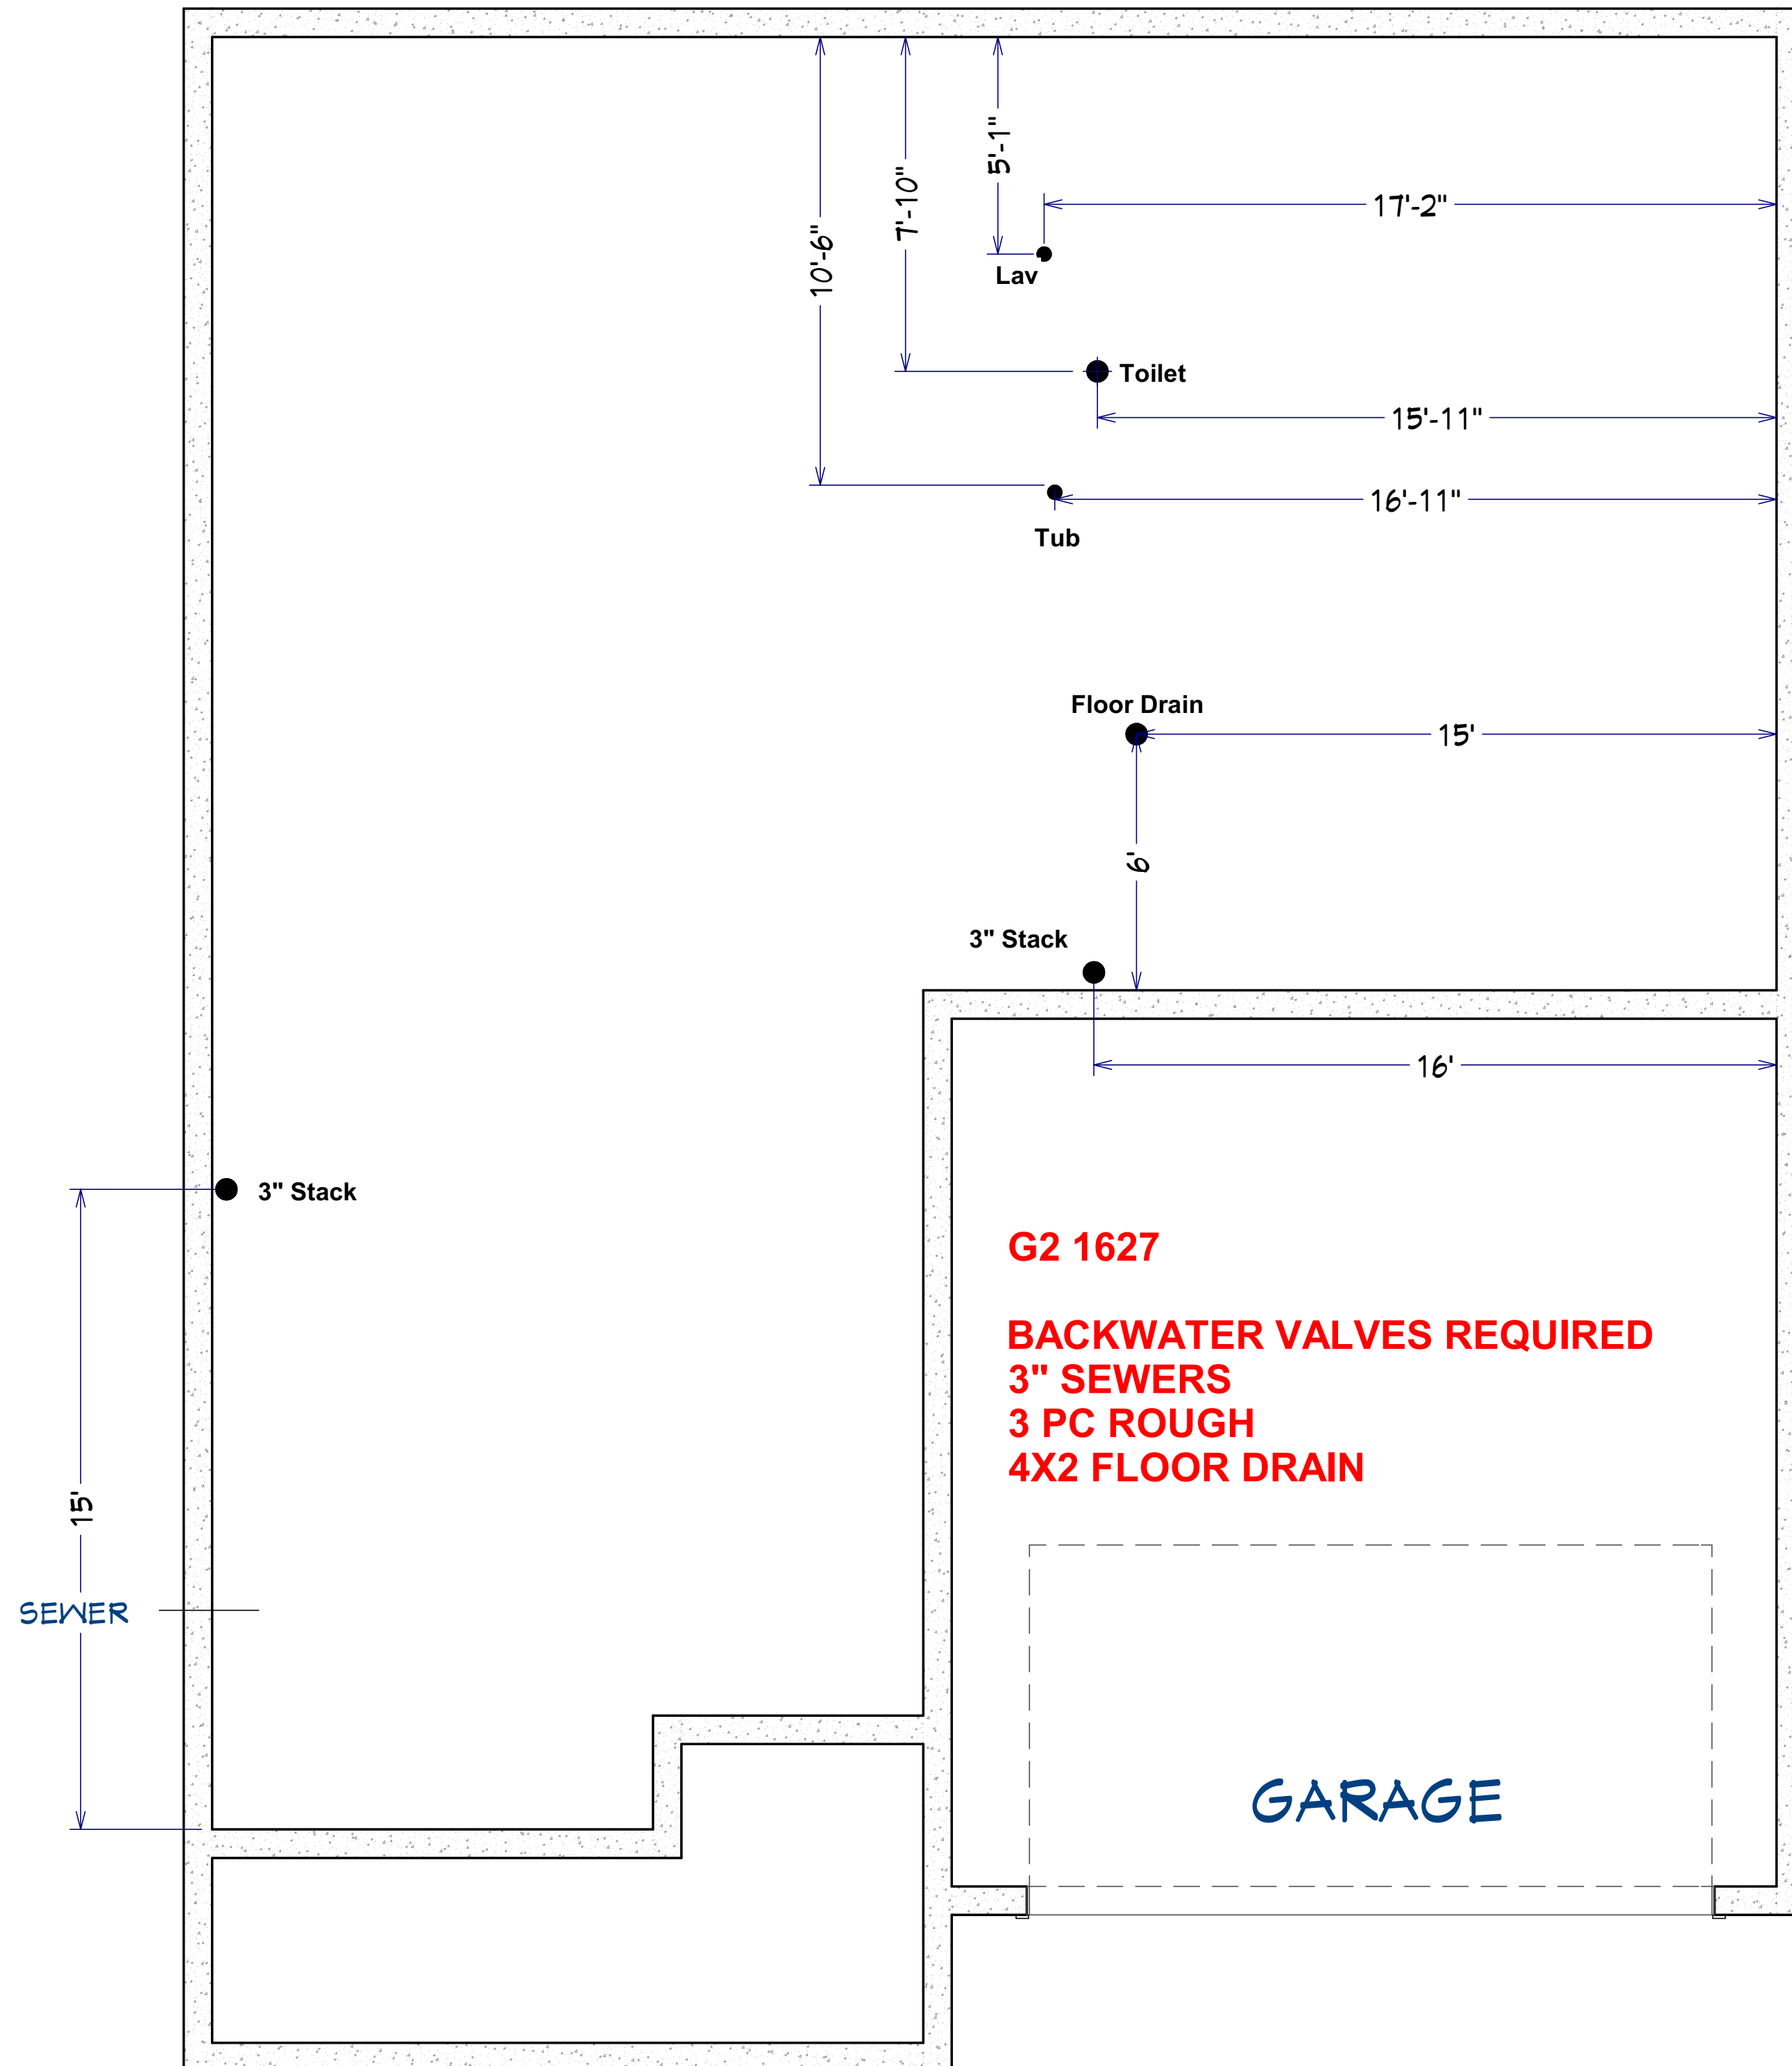 5'-1"
7'-10"
17'-2"
10'-6"
Lav
Toilet
15'-11"
16'-11"
Tub
Floor Drain
15'
6'
3" Stack
16'
3" Stack
G2 1627
BACKWATER VALVES REQUIRED
3" SEWERS
3 PC ROUGH
4X2 FLOOR DRAIN
15'
SEWER
GARAGE